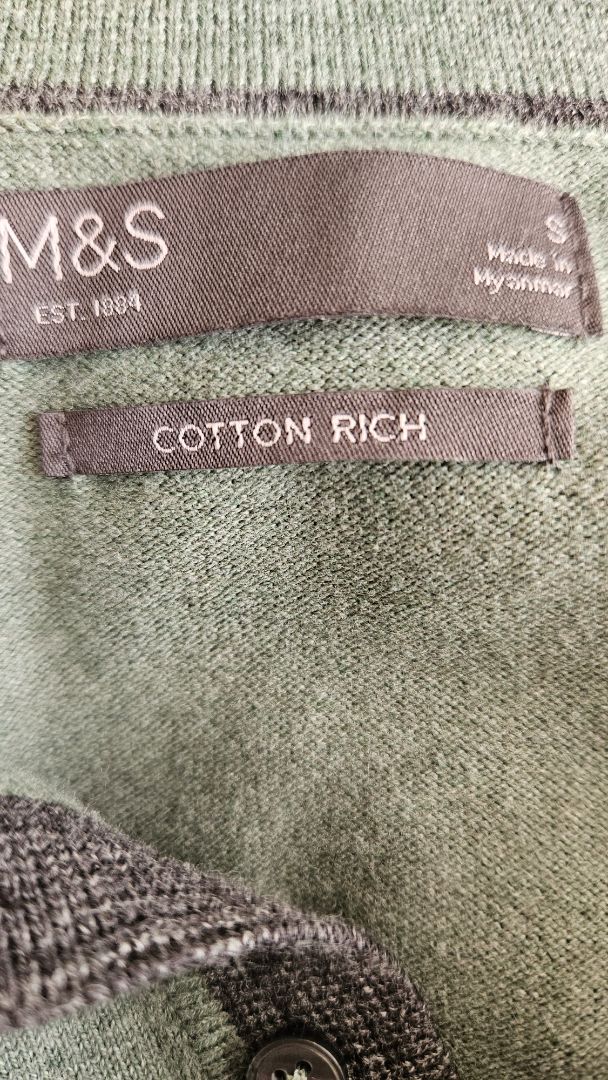 M&S
EST. 1884
S
Made in
Myanmar
COTTON RICH